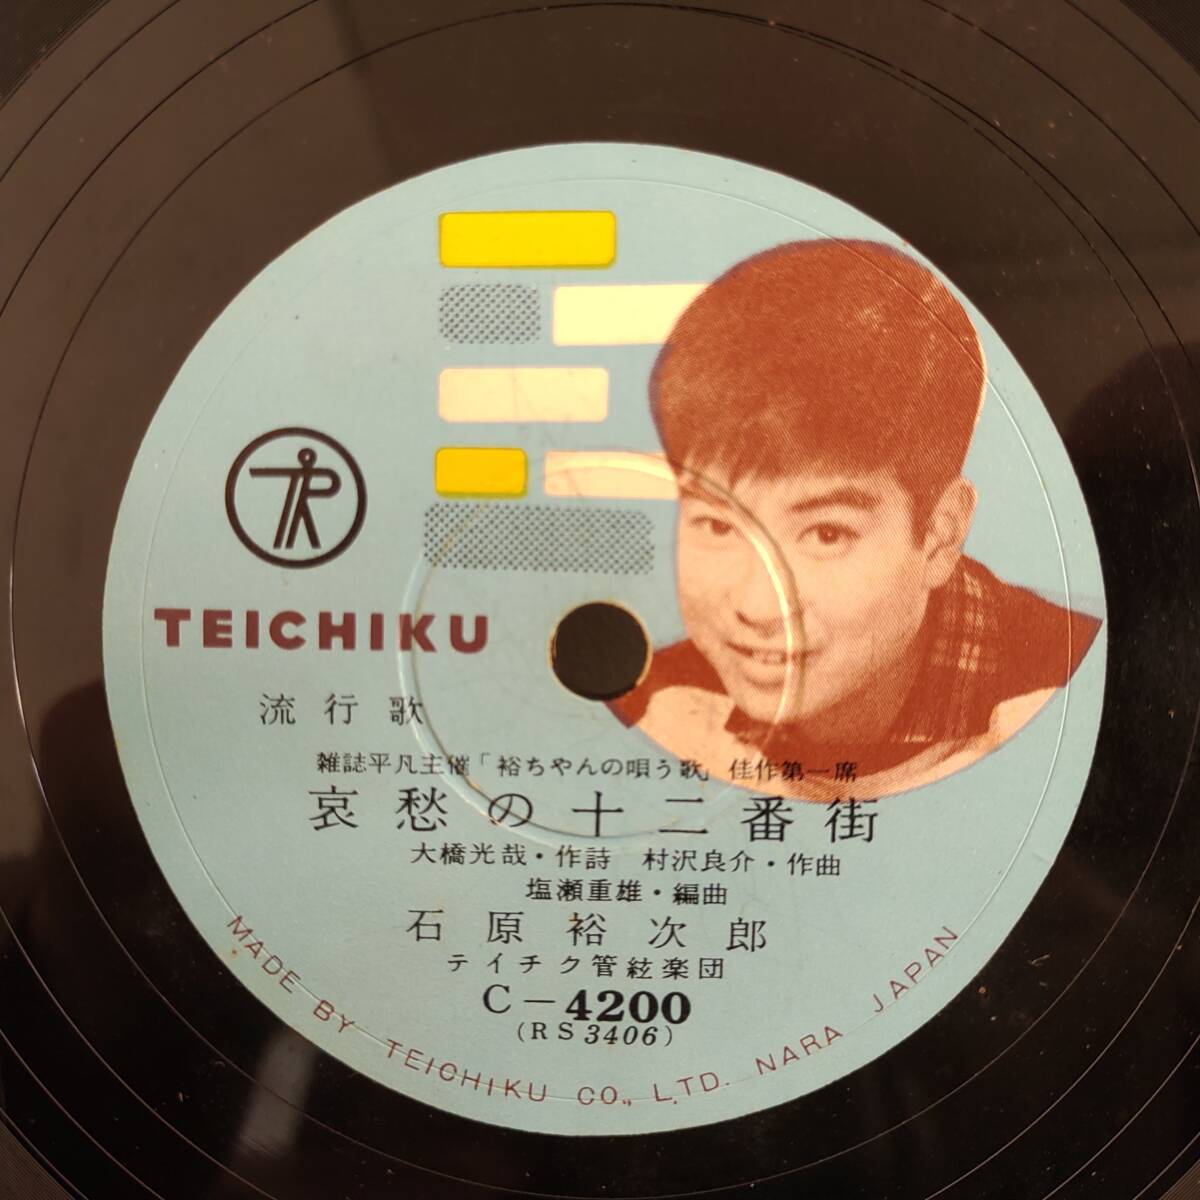 TEICHIKU
流行歌
雑誌平凡主催「裕ちやんの唄う歌」佳作第一席
哀愁の十二番街
大橋光哉・作詩 村沢良介・作曲
塩瀬重雄・編曲
石原裕次郎
テイチク管絃楽団
C-4200
(RS3406)
MADE BY TEICHIKU CO., LTD. NARA JAPAN